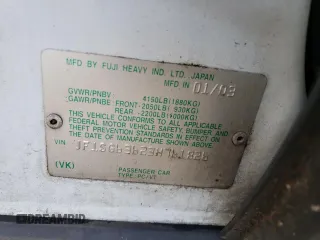 MFD. BY FUJI HEAVY IND. LTD. JAPAN
MFD IN 01/03
GVWR/PNBV 4150LB(1880KG)
GAWR/PNBE FRONT-2050LB( 930KG)
REAR -2200LB(1000KG)
THIS VEHICLE CONFORMS TO ALL APPLICABLE
FEDERAL MOTOR VEHICLE SAFETY, BUMPER, AND
THEFT PREVENTION STANDARDS IN EFFECT ON
THE DATE OF MANUFACTURE SHOWN ABOVE
VIN
(VK) PASSENGER CAR
TYPE: PC/VT